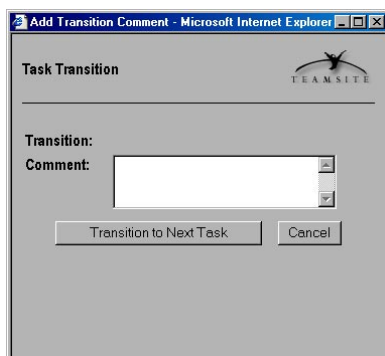 Add Transition Comment - Microsoft Internet Explorer
Task Transition
TEAMSITE
Transition:
Comment:
Transition to Next Task
Cancel